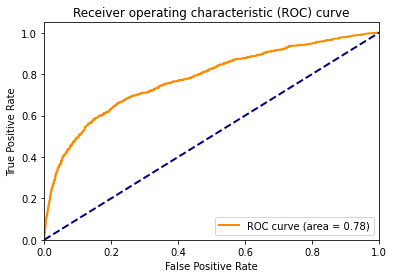 Receiver operating characteristic (ROC) curve
1.0
0.8
0.6
0.4
0.2
0.0
True Positive Rate
ROC curve (area = 0.78)
0.0 0.2 0.4 0.6 0.8 1.0
False Positive Rate